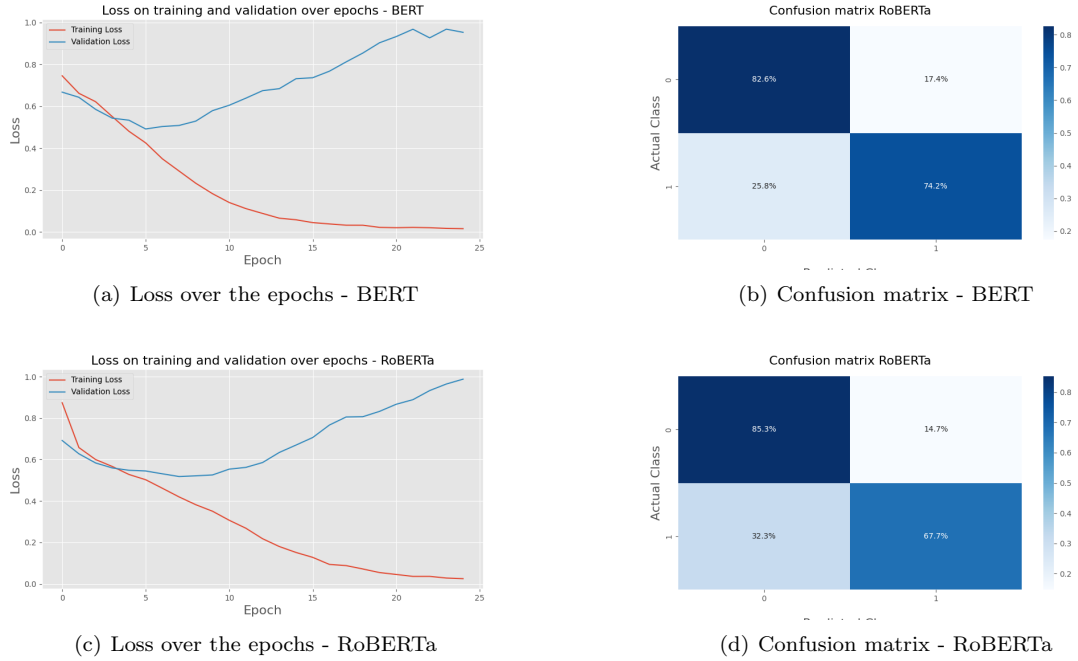 Loss on training and validation over epochs - BERT
Training Loss
Validation Loss
1.0
0.8
0.6
0.4
0.2
0.0
Loss
0 5 10 15 20 25
Epoch
(a) Loss over the epochs - BERT
Confusion matrix RoBERTa
Actual Class
0
1
82.6% 17.4%
25.8% 74.2%
0 1
0.8
0.7
0.6
0.5
0.4
0.3
0.2
(b) Confusion matrix - BERT
Loss on training and validation over epochs - RoBERTa
Training Loss
Validation Loss
1.0
0.8
0.6
0.4
0.2
0.0
Loss
0 5 10 15 20 25
Epoch
(c) Loss over the epochs - RoBERTa
Confusion matrix RoBERTa
Actual Class
0
1
85.3% 14.7%
32.3% 67.7%
0 1
0.8
0.7
0.6
0.5
0.4
0.3
0.2
(d) Confusion matrix - RoBERTa